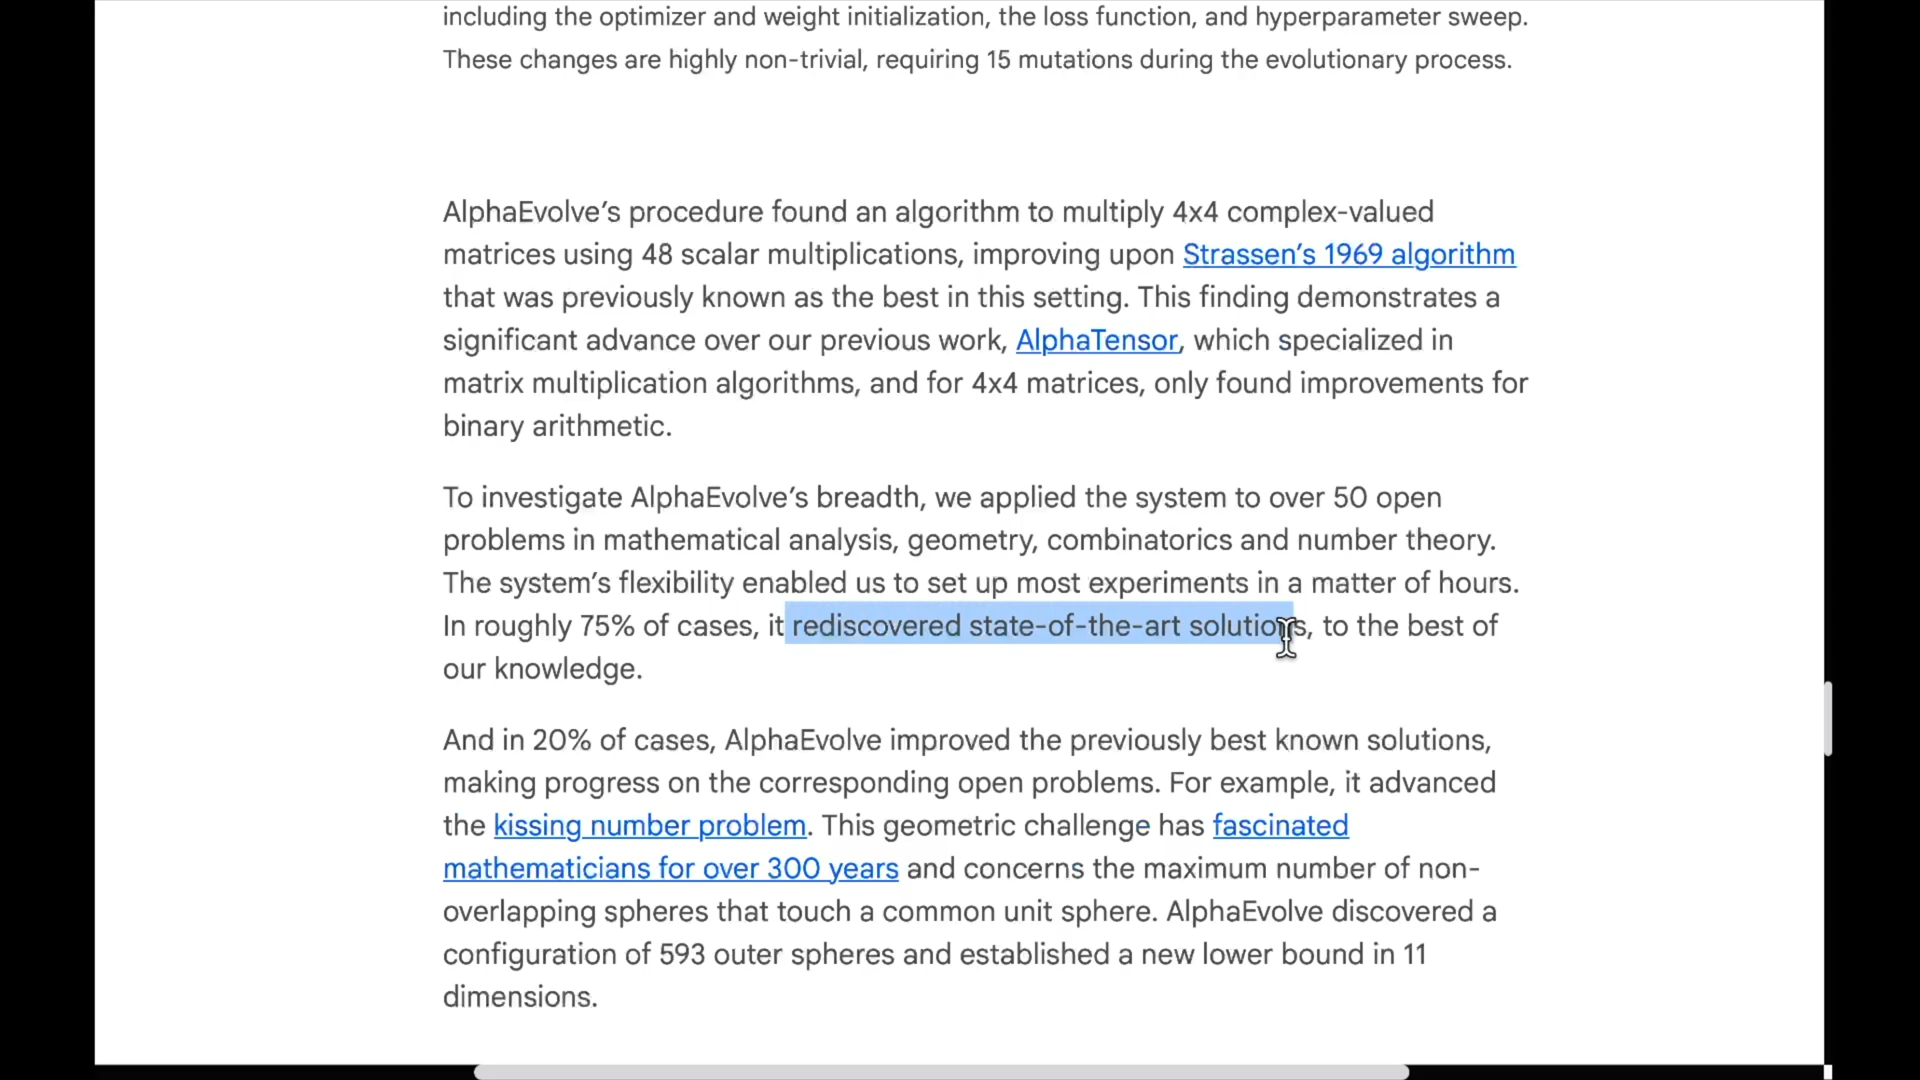 including the optimizer and weight initialization, the loss function, and hyperparameter sweep.
These changes are highly non-trivial, requiring 15 mutations during the evolutionary process.
AlphaEvolve’s procedure found an algorithm to multiply 4x4 complex-valued
matrices using 48 scalar multiplications, improving upon Strassen’s 1969 algorithm
that was previously known as the best in this setting. This finding demonstrates a
significant advance over our previous work, AlphaTensor, which specialized in
matrix multiplication algorithms, and for 4x4 matrices, only found improvements for
binary arithmetic.
To investigate AlphaEvolve’s breadth, we applied the system to over 50 open
problems in mathematical analysis, geometry, combinatorics and number theory.
The system’s flexibility enabled us to set up most experiments in a matter of hours.
In roughly 75% of cases, it rediscovered state-of-the-art solutions, to the best of
our knowledge.
And in 20% of cases, AlphaEvolve improved the previously best known solutions,
making progress on the corresponding open problems. For example, it advanced
the kissing number problem. This geometric challenge has fascinated
mathematicians for over 300 years and concerns the maximum number of non-
overlapping spheres that touch a common unit sphere. AlphaEvolve discovered a
configuration of 593 outer spheres and established a new lower bound in 11
dimensions.